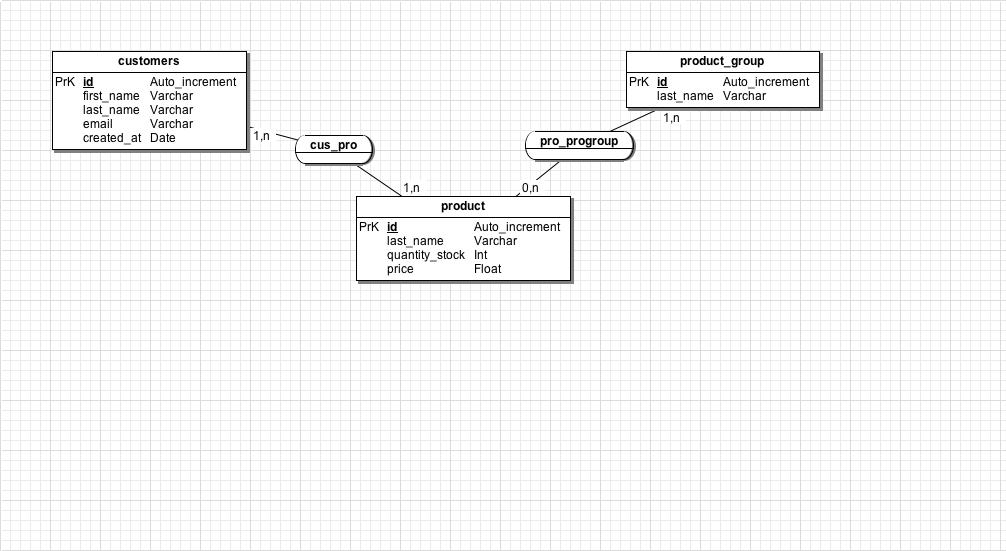 customers
PrK id Auto_increment
first_name Varchar
last_name Varchar
email Varchar
created_at Date
1,n
cus_pro
1,n
product_group
PrK id Auto_increment
last_name Varchar
1,n
pro_progroup
0,n
product
PrK id Auto_increment
last_name Varchar
quantity_stock Int
price Float